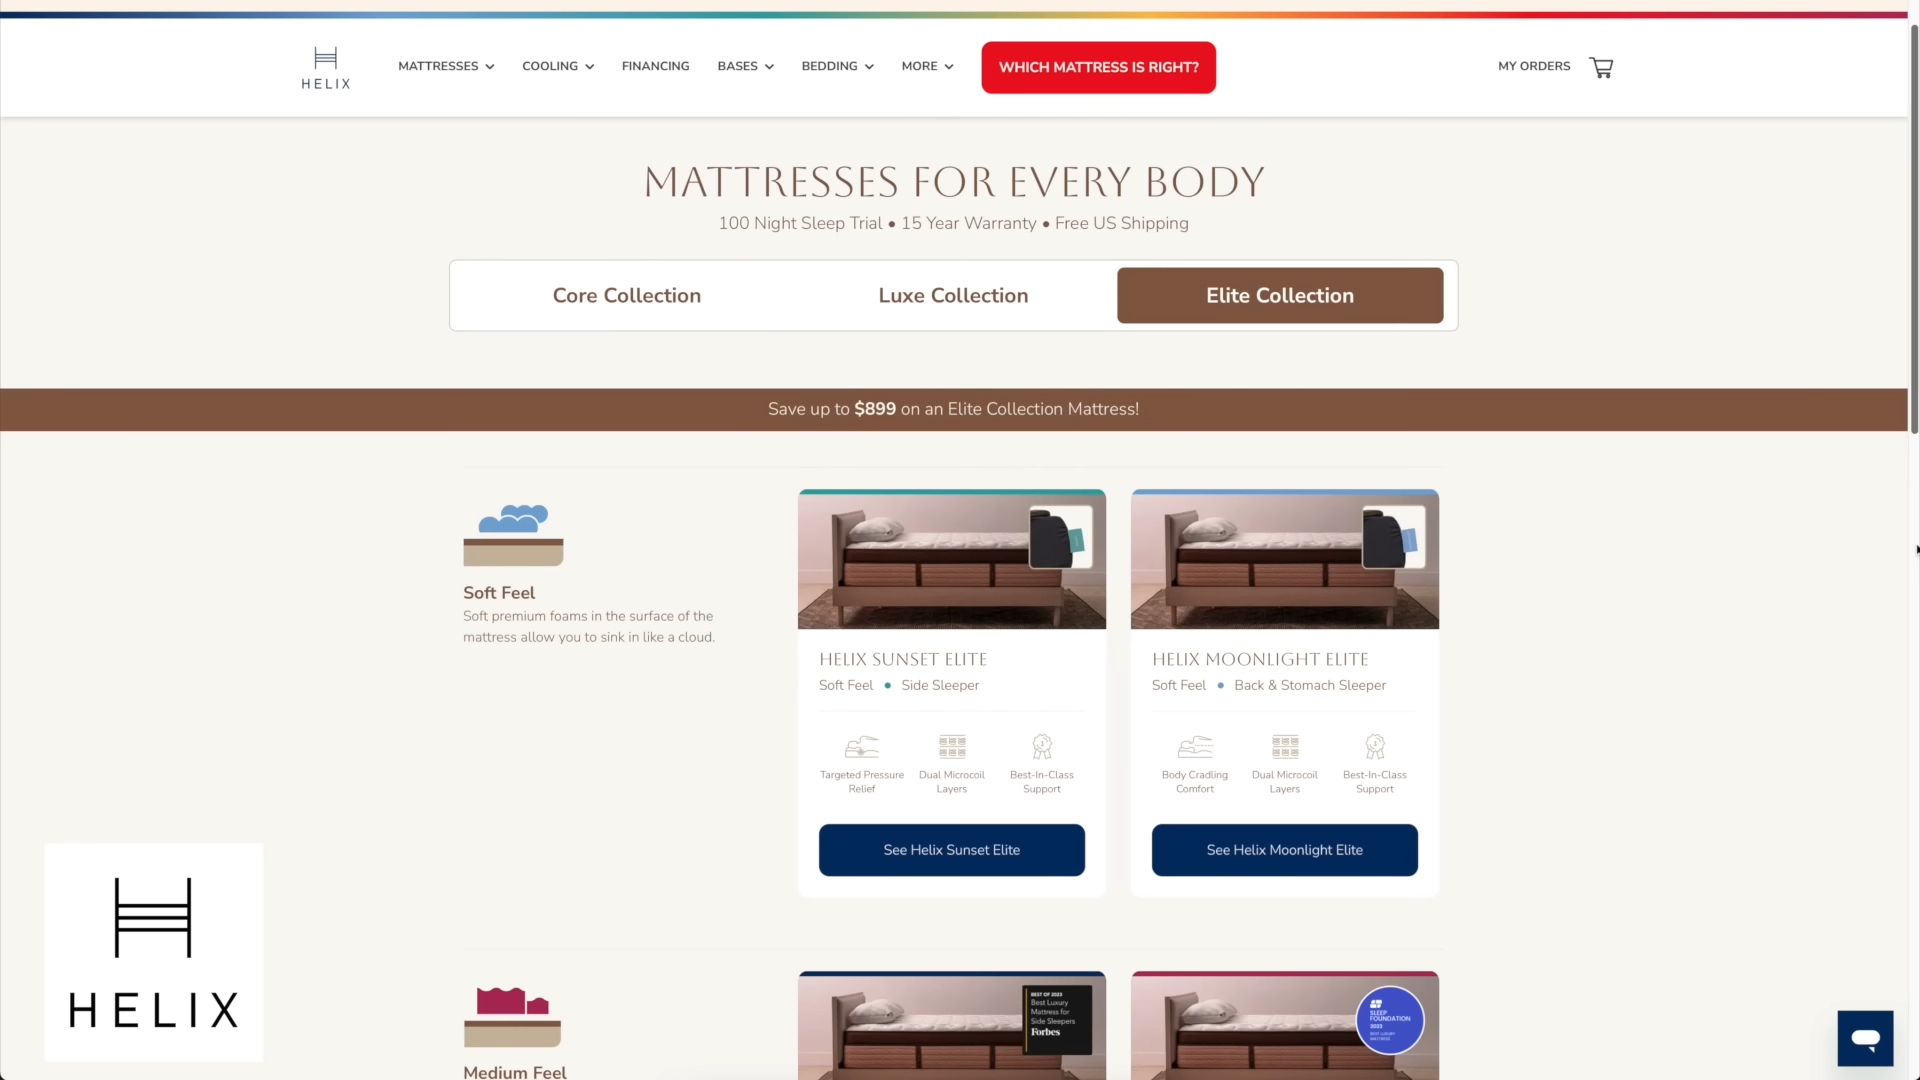 HELIX
MATTRESSES
COOLING
FINANCING
BASES
BEDDING
MORE
WHICH MATTRESS IS RIGHT?
MY ORDERS
MATTRESSES FOR EVERY BODY
100 Night Sleep Trial • 15 Year Warranty • Free US Shipping
Core Collection
Luxe Collection
Elite Collection
Save up to $899 on an Elite Collection Mattress!
Soft Feel
Soft premium foams in the surface of the
mattress allow you to sink in like a cloud.
HELIX SUNSET ELITE
Soft Feel • Side Sleeper
Targeted Pressure
Relief
Dual Microcoil
Layers
Best-In-Class
Support
See Helix Sunset Elite
HELIX MOONLIGHT ELITE
Soft Feel • Back & Stomach Sleeper
Body Cradling
Comfort
Dual Microcoil
Layers
Best-In-Class
Support
See Helix Moonlight Elite
HELIX
Medium Feel
BEST OF 2023
Best Luxury
Mattress for
Side Sleepers
Forbes
SLEEP
FOUNDATION
2023
BEST LUXURY
MATTRESS